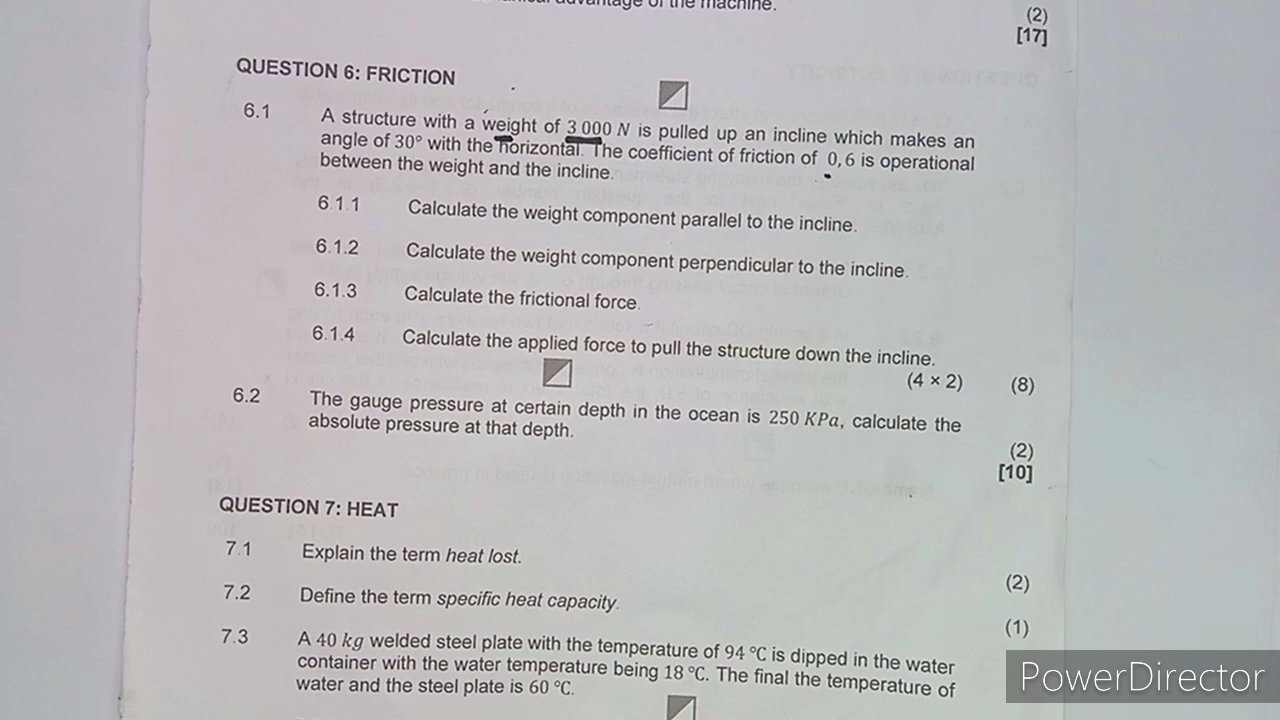 advantage of the machine.
(2)
[17]
QUESTION 6: FRICTION
6.1 A structure with a weight of 3 000 N is pulled up an incline which makes an
angle of 30° with the horizontal. The coefficient of friction of 0,6 is operational
between the weight and the incline.
6.1.1 Calculate the weight component parallel to the incline.
6.1.2 Calculate the weight component perpendicular to the incline.
6.1.3 Calculate the frictional force.
6.1.4 Calculate the applied force to pull the structure down the incline.
(4 × 2) (8)
6.2 The gauge pressure at certain depth in the ocean is 250 KPa, calculate the
absolute pressure at that depth.
(2)
[10]
QUESTION 7: HEAT
7.1 Explain the term heat lost.
(2)
7.2 Define the term specific heat capacity.
(1)
7.3 A 40 kg welded steel plate with the temperature of 94 °C is dipped in the water
container with the water temperature being 18 °C. The final the temperature of
water and the steel plate is 60 °C.
PowerDirector